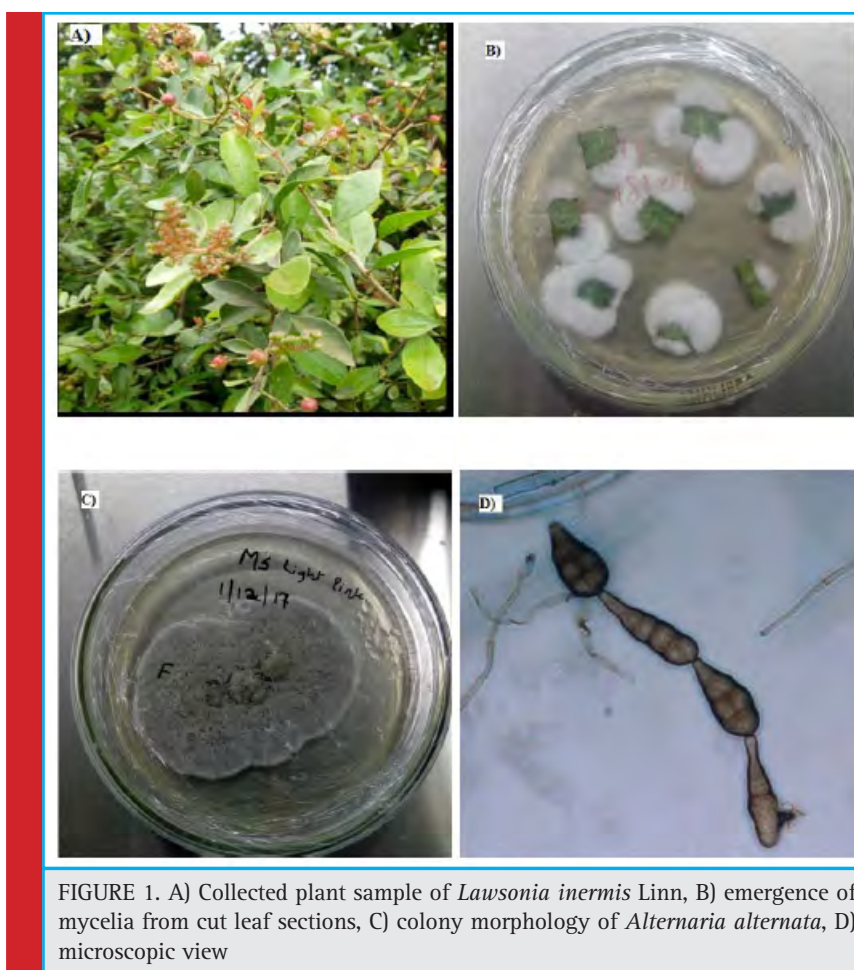 A)
B)
C)
Ms Light Pink
1/12/17
F
D)
FIGURE 1. A) Collected plant sample of Lawsonia inermis Linn, B) emergence of
mycelia from cut leaf sections, C) colony morphology of Alternaria alternata, D)
microscopic view